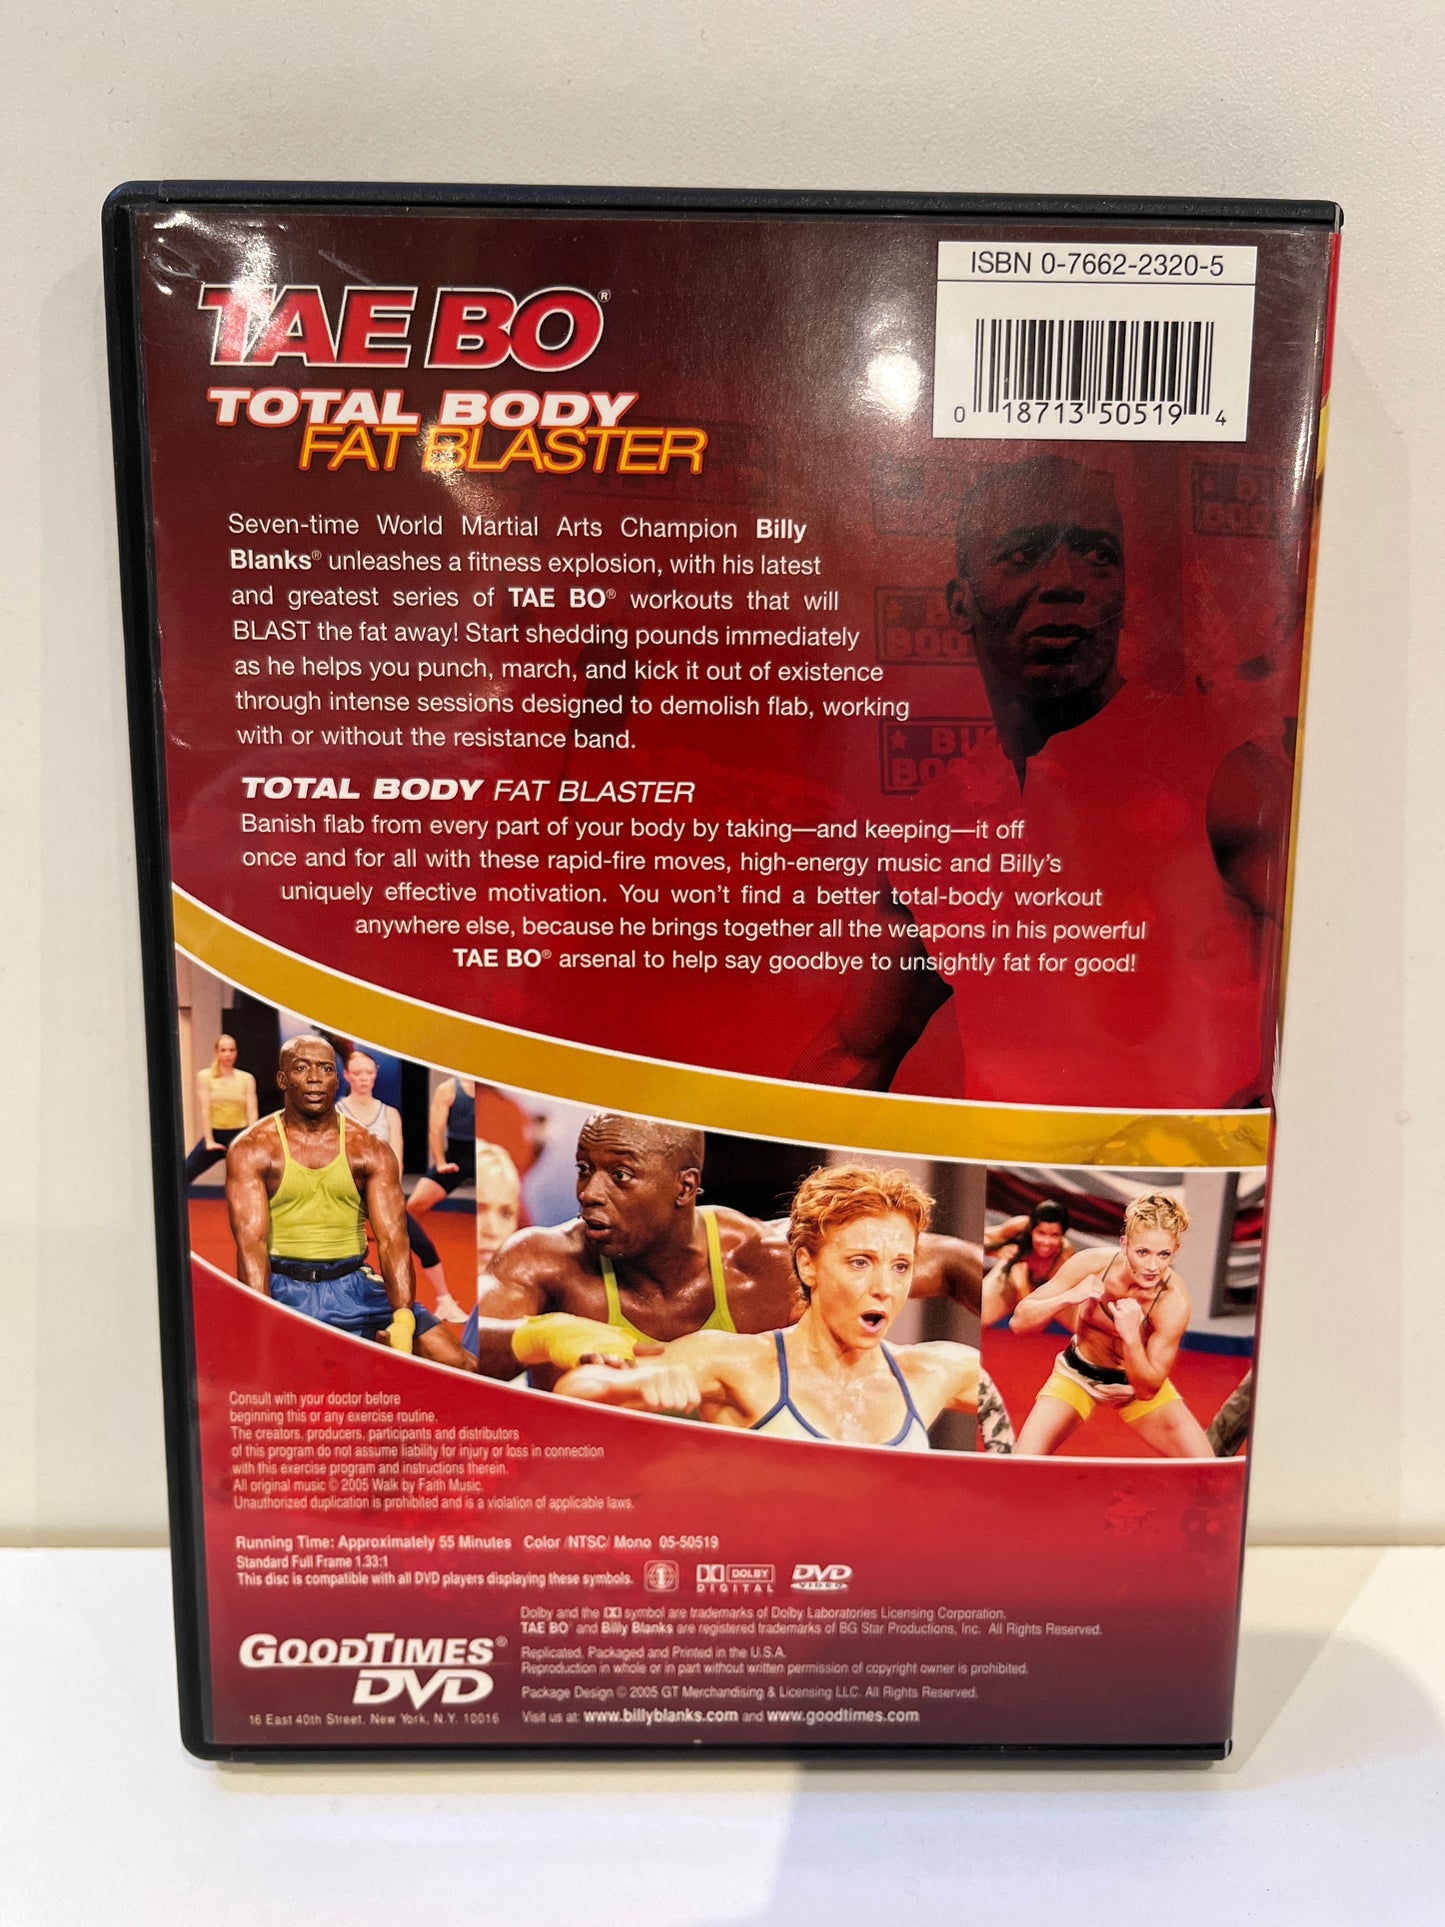 ISBN 0-7662-2320-5
0 18713 50519 4
TAE BO®
TOTAL BODY
FAT BLASTER
Seven-time World Martial Arts Champion Billy
Blanks® unleashes a fitness explosion, with his latest
and greatest series of TAE BO® workouts that will
BLAST the fat away! Start shedding pounds immediately
as he helps you punch, march, and kick it out of existence
through intense sessions designed to demolish flab, working
with or without the resistance band.
TOTAL BODY FAT BLASTER
Banish flab from every part of your body by taking—and keeping—it off
once and for all with these rapid-fire moves, high-energy music and Billy's
uniquely effective motivation. You won't find a better total-body workout
anywhere else, because he brings together all the weapons in his powerful
TAE BO® arsenal to help say goodbye to unsightly fat for good!
Consult with your doctor before
beginning this or any exercise routine.
The creators, producers, participants and distributors
of this program do not assume liability for injury or loss in connection
with this exercise program and instructions therein.
All original music © 2005 Walk by Faith Music.
Unauthorized duplication is prohibited and is a violation of applicable laws.
Running Time: Approximately 55 Minutes Color/NTSC/Mono 05-50519
Standard Full Frame 1.33:1
This disc is compatible with all DVD players displaying these symbols. 1 DOLBY DIGITAL DVD VIDEO
Dolby and the symbol are trademarks of Dolby Laboratories Licensing Corporation.
TAE BO® and Billy Blanks are registered trademarks of BG Star Productions, Inc. All Rights Reserved.
Replicated, Packaged and Printed in the U.S.A.
Reproduction in whole or in part without written permission of copyright owner is prohibited.
Package Design © 2005 GT Merchandising & Licensing LLC. All Rights Reserved.
Visit us at: www.billyblanks.com and www.goodtimes.com
GOODTIMES®
DVD
16 East 40th Street, New York, N.Y. 10016